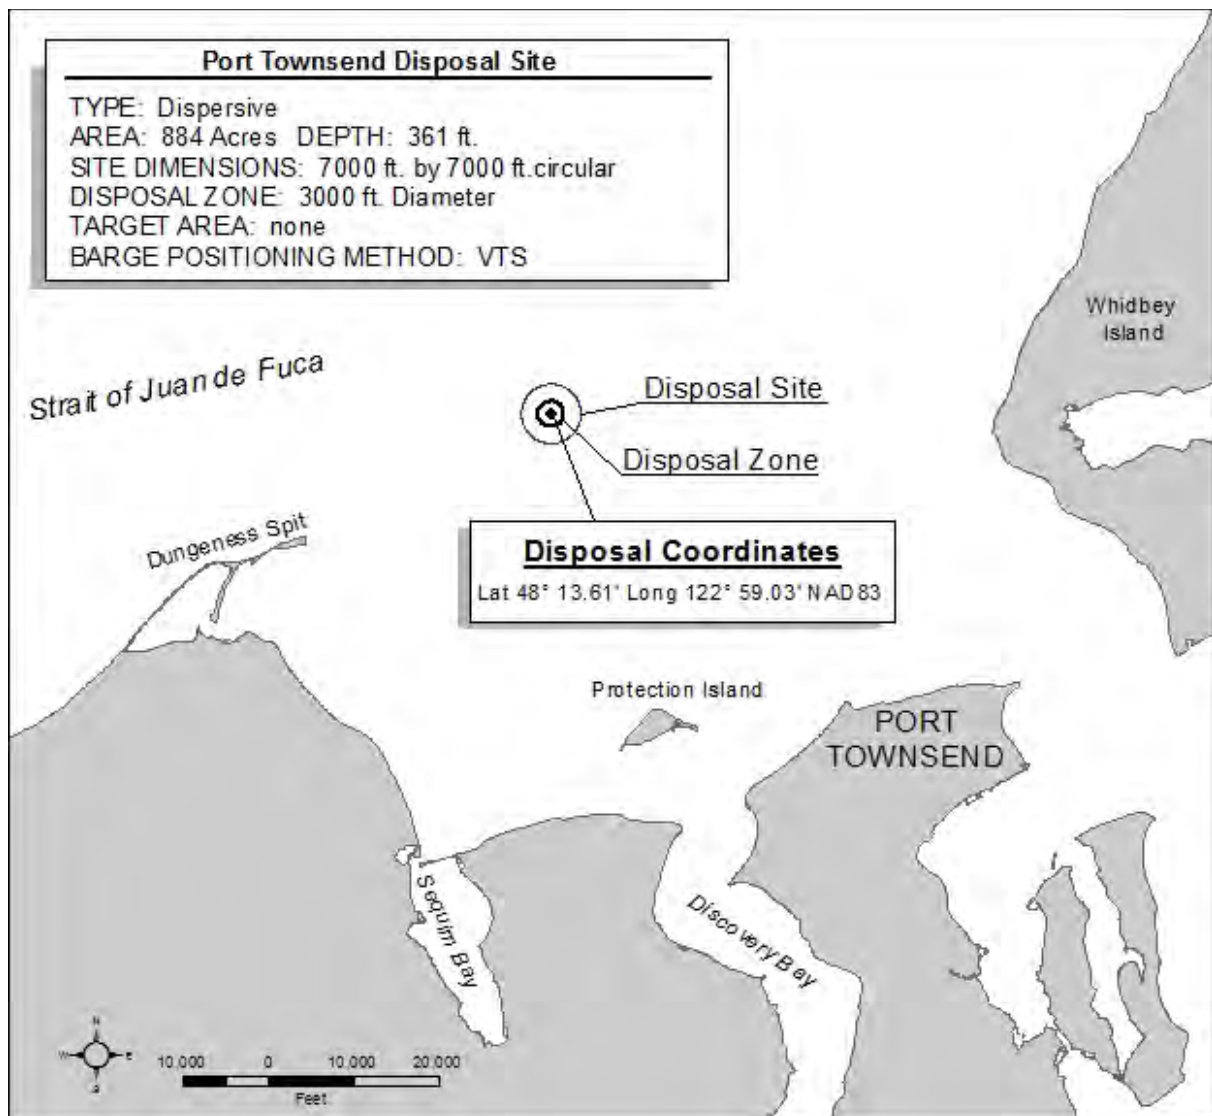 Port Townsend Disposal Site
TYPE: Dispersive
AREA: 884 Acres DEPTH: 361 ft.
SITE DIMENSIONS: 7000 ft. by 7000 ft.circular
DISPOSAL ZONE: 3000 ft. Diameter
TARGET AREA: none
BARGE POSITIONING METHOD: VTS
Whidbey
Island
Strait of Juan de Fuca
Disposal Site
Disposal Zone
Dungeness Spit
Disposal Coordinates
Lat 48° 13.61' Long 122° 59.03' NAD83
Protection Island
PORT
TOWNSEND
Sequim Bay
Discovery Bay
N
W E
S
10,000 0 10,000 20,000
Feet